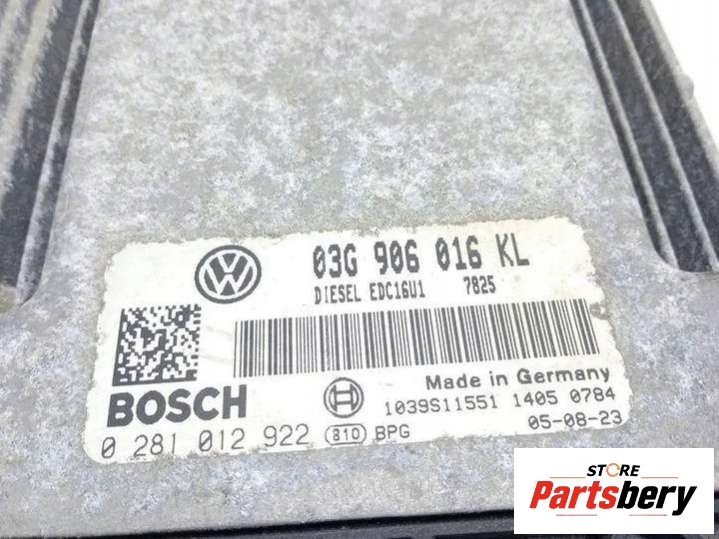 03G 906 016 KL
DIESEL EDC16U1 7825
Made in Germany
BOSCH
1039S11551 1405 0784
0 281 012 922 810 BPG 05-08-23
STORE
Partsbery